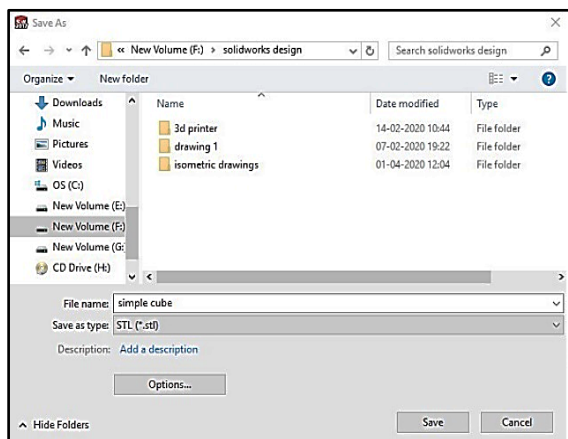 Save As
« New Volume (F:) › solidworks design
Search solidworks design
Organize
New folder
Downloads
Music
Pictures
Videos
OS (C:)
New Volume (E:)
New Volume (F:)
New Volume (G:
CD Drive (H:)
Name Date modified Type
3d printer 14-02-2020 10:44 File folder
drawing 1 07-02-2020 19:22 File folder
isometric drawings 01-04-2020 12:04 File folder
File name: simple cube
Save as type: STL (*.stl)
Description: Add a description
Options...
Hide Folders
Save
Cancel